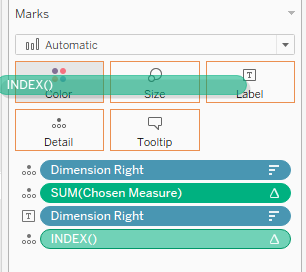 Marks
Automatic
INDEX()
Color
Size
T
Label
Detail
Tooltip
Dimension Right
SUM(Chosen Measure)
T
Dimension Right
INDEX()